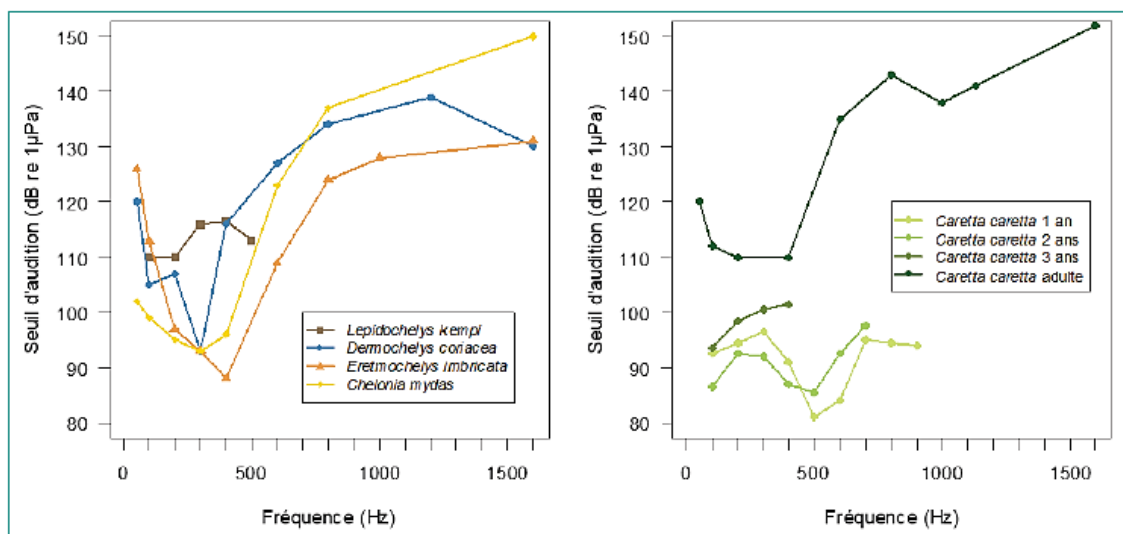 Seuil d'audition (dB re 1µPa)
150
140
130
120
110
100
90
80
0
500
1000
1500
Fréquence (Hz)
Lepidochelys kempi
Dermochelys coriacea
Eretmochelys imbricata
Chelonia mydas
Seuil d'audition (dB re 1µPa)
150
140
130
120
110
100
90
80
0
500
1000
1500
Fréquence (Hz)
Caretta caretta 1 an
Caretta caretta 2 ans
Caretta caretta 3 ans
Caretta caretta adulte